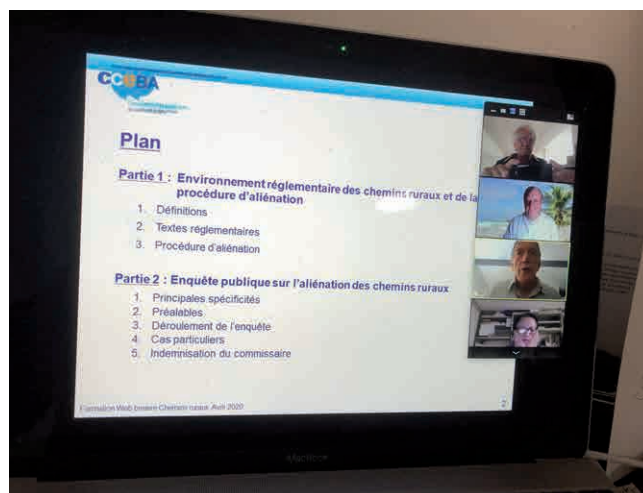 CCEBA
Plan
Partie 1 : Environnement réglementaire des chemins ruraux et de la
procédure d'aliénation
1. Définitions
2. Textes réglementaires
3. Procédure d'aliénation
Partie 2 : Enquête publique sur l'aliénation des chemins ruraux
1. Principales spécificités
2. Préalables
3. Déroulement de l'enquête
4. Cas particuliers
5. Indemnisation du commissaire
Formation Web Chemins ruraux Avril 2020
MacBook